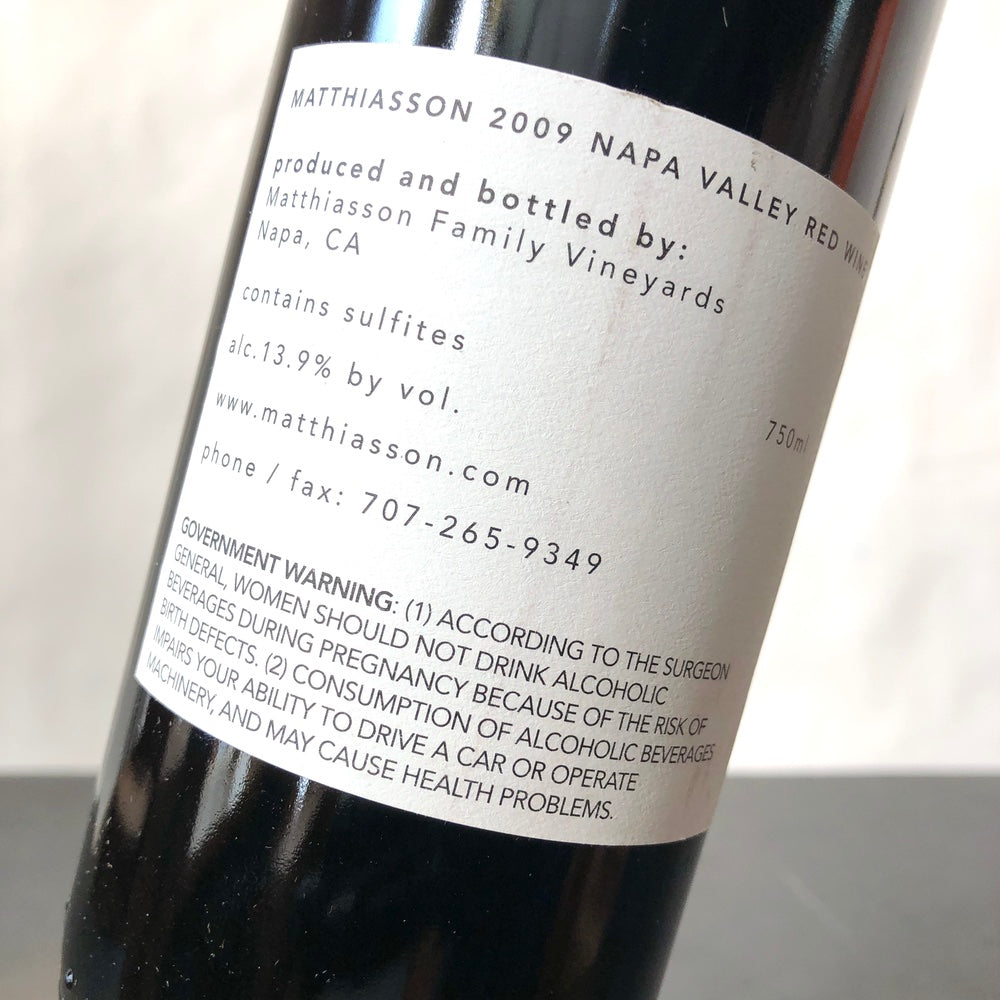 MATTHIASSON 2009 NAPA VALLEY RED WINE
produced and bottled by:
Matthiasson Family Vineyards
Napa, CA
contains sulfites
alc.13.9% by vol.
750ml
www.matthiasson.com
phone / fax: 707-265-9349
GOVERNMENT WARNING: (1) ACCORDING TO THE SURGEON
GENERAL, WOMEN SHOULD NOT DRINK ALCOHOLIC
BEVERAGES DURING PREGNANCY BECAUSE OF THE RISK OF
BIRTH DEFECTS. (2) CONSUMPTION OF ALCOHOLIC BEVERAGES
IMPAIRS YOUR ABILITY TO DRIVE A CAR OR OPERATE
MACHINERY, AND MAY CAUSE HEALTH PROBLEMS.